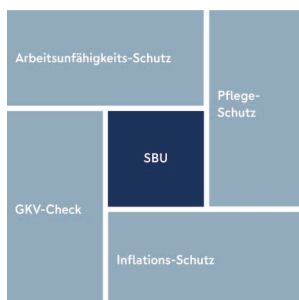 Arbeitsunfähigkeits-Schutz
Pflege-
Schutz
SBU
GKV-Check
Inflations-Schutz